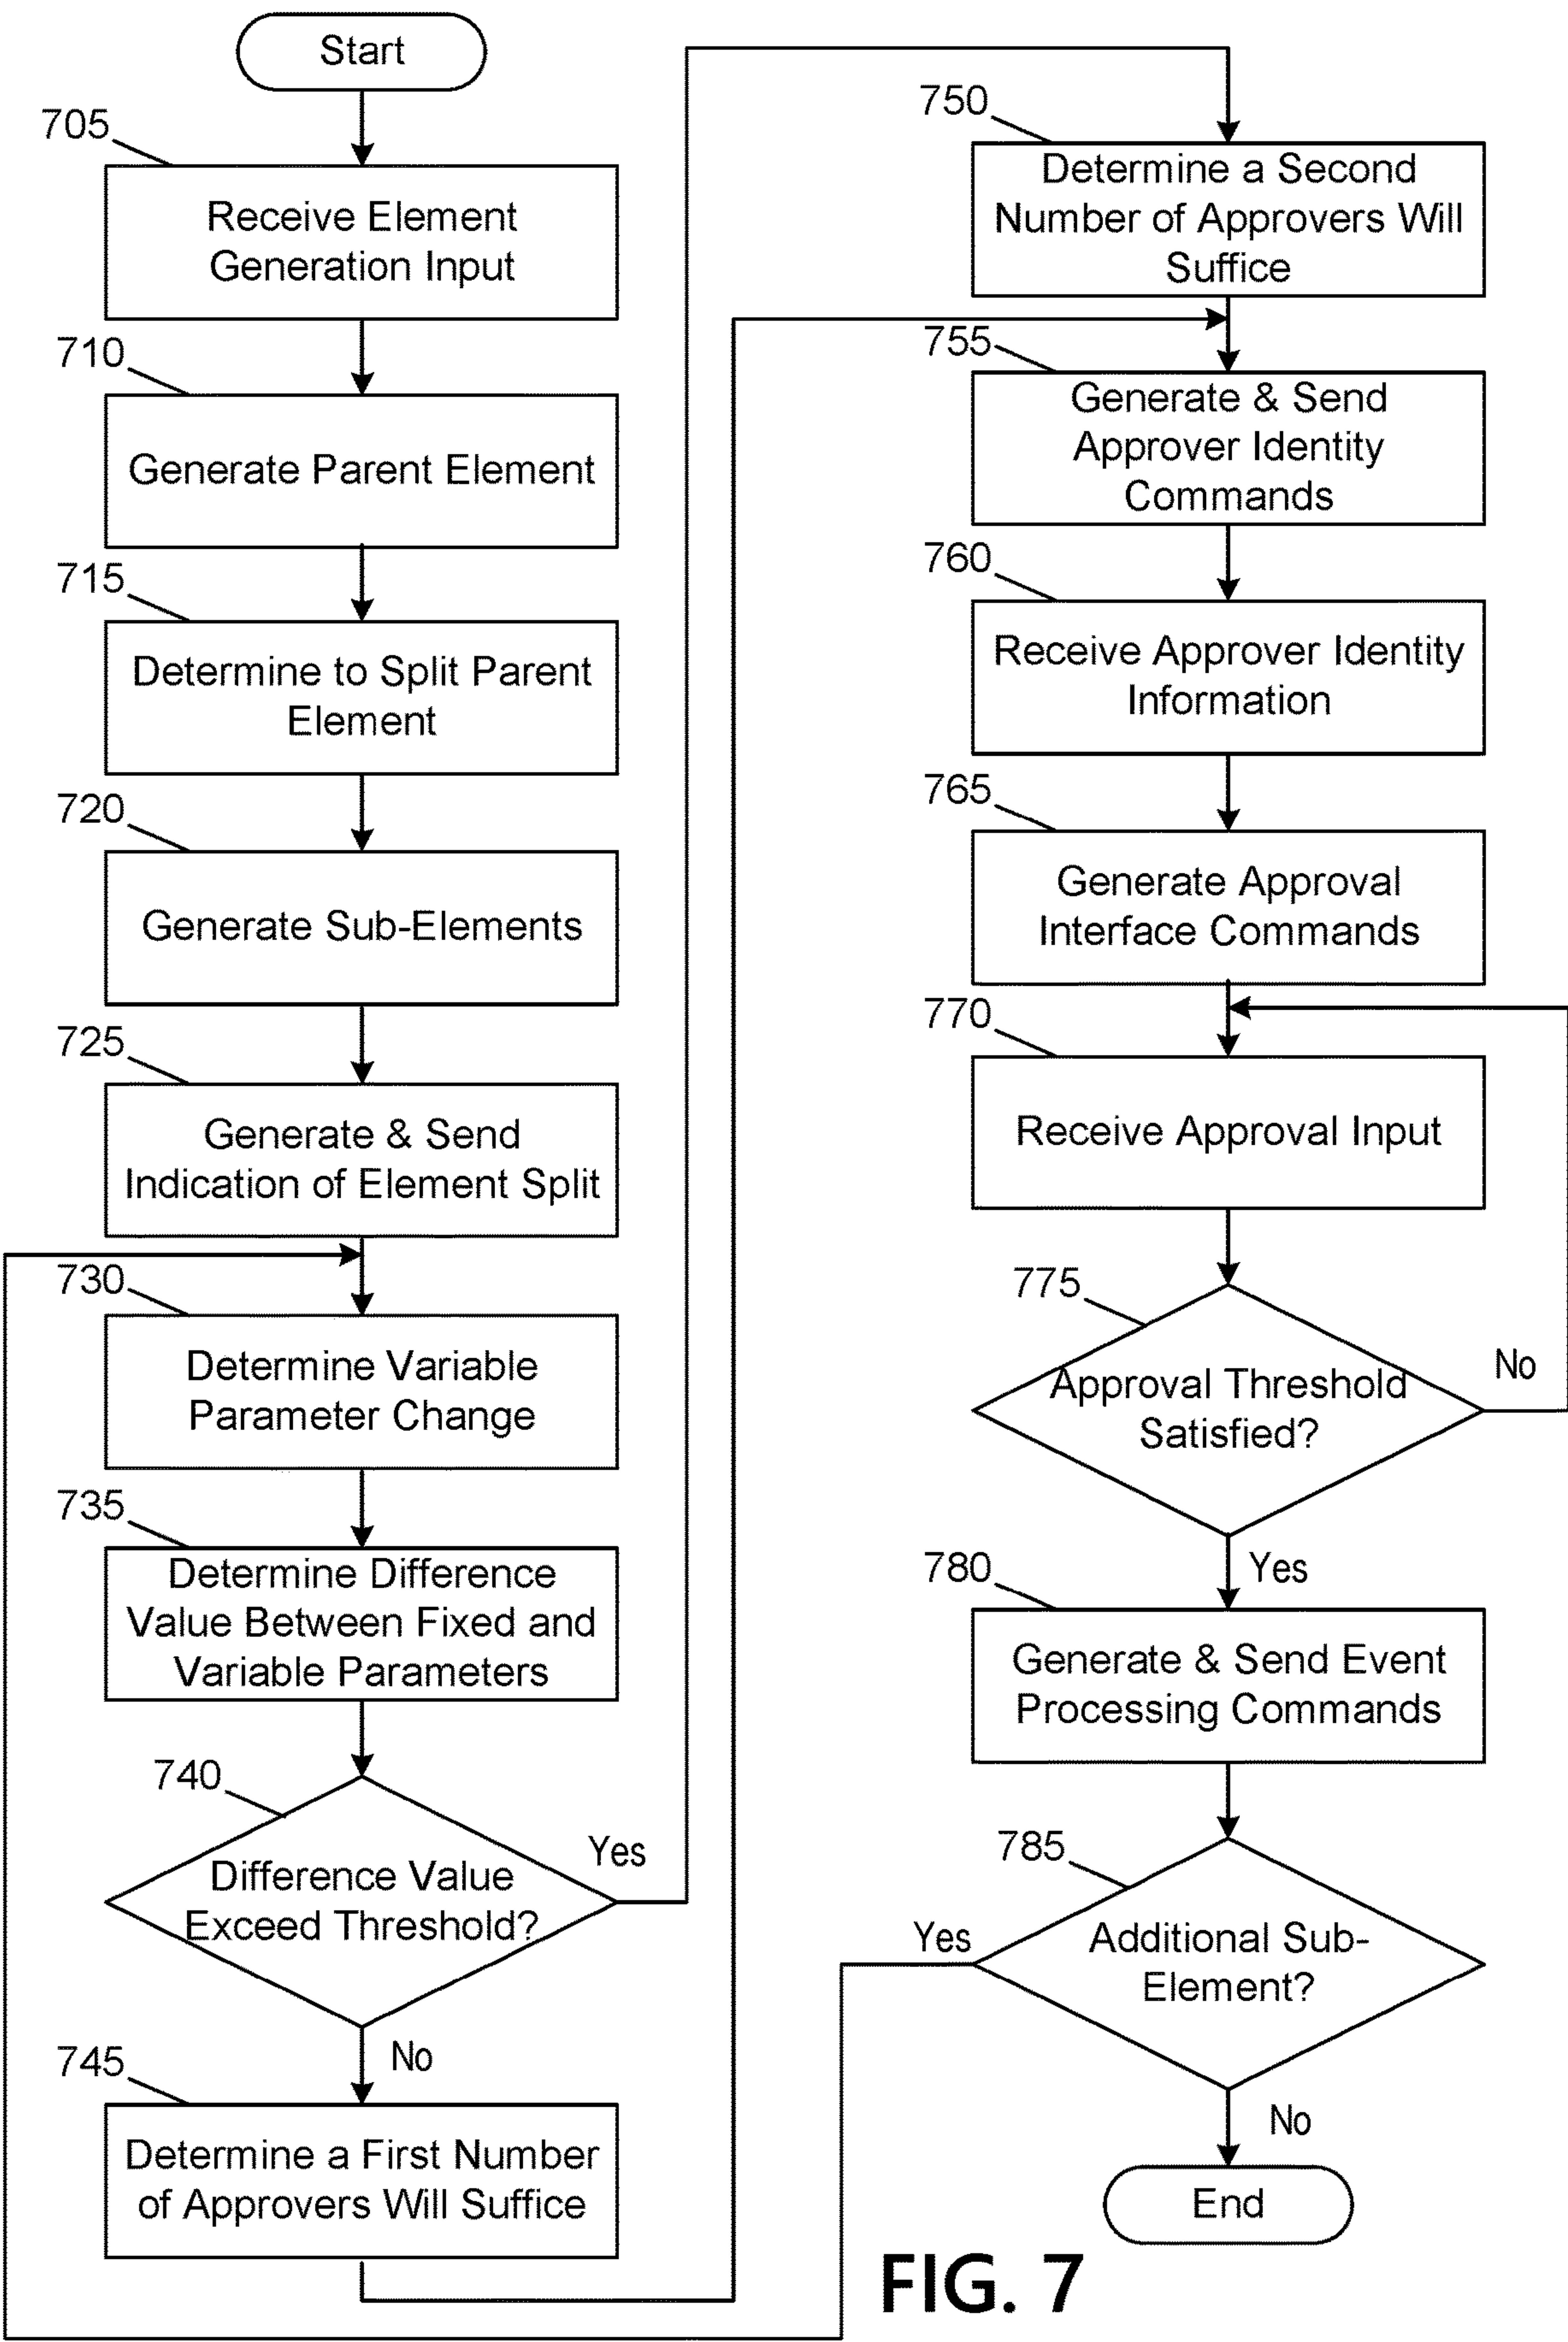 Start
705
Receive Element
Generation Input
710
Generate Parent Element
715
Determine to Split Parent
Element
720
Generate Sub-Elements
725
Generate & Send
Indication of Element Split
730
Determine Variable
Parameter Change
735
Determine Difference
Value Between Fixed and
Variable Parameters
740
Difference Value
Exceed Threshold?
Yes
No
745
Determine a First Number
of Approvers Will Suffice
750
Determine a Second
Number of Approvers Will
Suffice
755
Generate & Send
Approver Identity
Commands
760
Receive Approver Identity
Information
765
Generate Approval
Interface Commands
770
Receive Approval Input
775
Approval Threshold
Satisfied?
No
Yes
780
Generate & Send Event
Processing Commands
785
Additional Sub-
Element?
Yes
No
End
FIG. 7